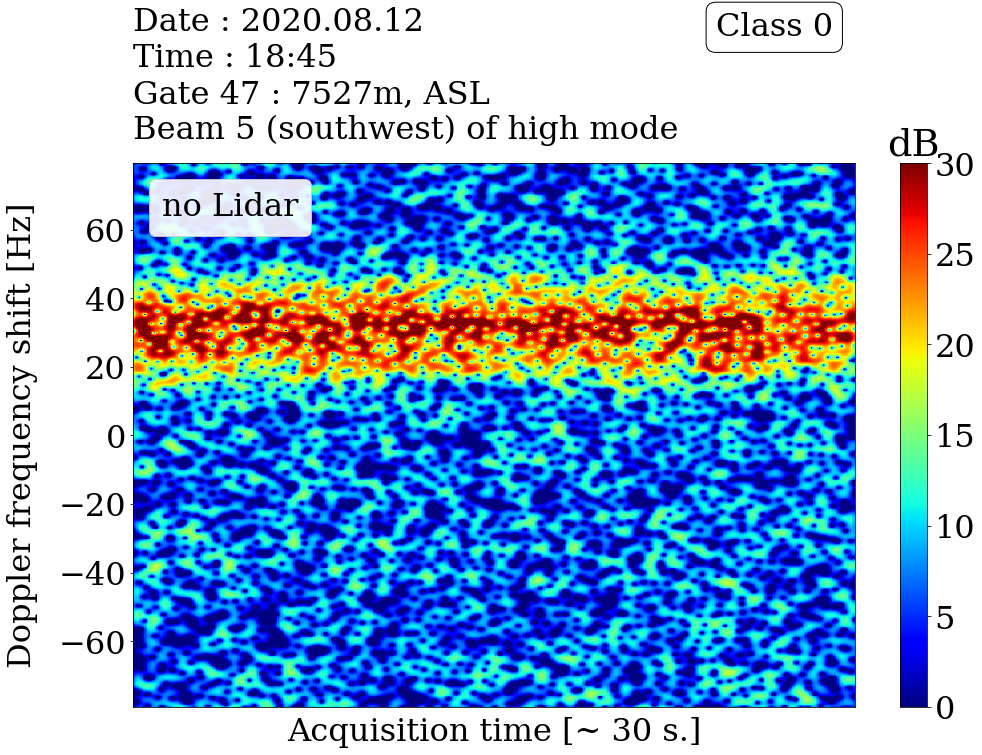 Date : 2020.08.12
Time : 18:45
Gate 47 : 7527m, ASL
Beam 5 (southwest) of high mode
Class 0
dB
no Lidar
Doppler frequency shift [Hz]
60
40
20
0
−20
−40
−60
30
25
20
15
10
5
0
Acquisition time [~ 30 s.]